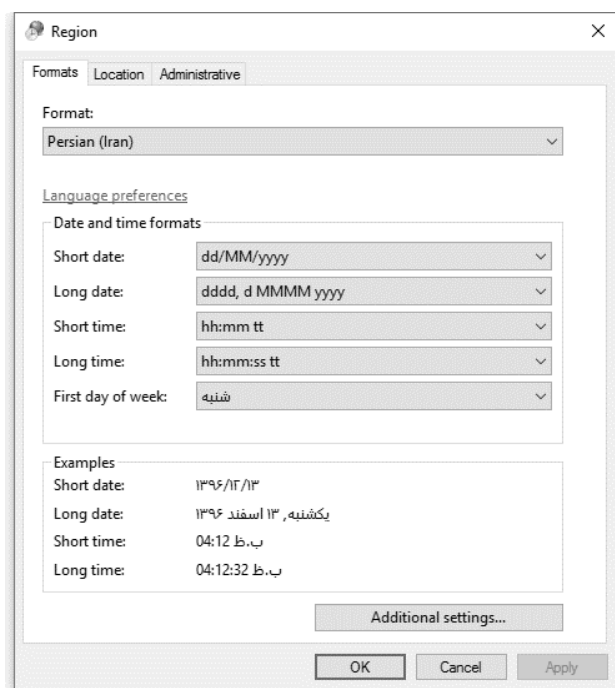 Region
Formats Location Administrative
Format:
Persian (Iran)
Language preferences
Date and time formats
Short date: dd/MM/yyyy
Long date: dddd, d MMMM yyyy
Short time: hh:mm tt
Long time: hh:mm:ss tt
First day of week: شنبه
Examples
Short date: ۱۳۹۶/۱۲/۱۳
Long date: یکشنبه, ۱۳ اسفند ۱۳۹۶
Short time: 04:12 ب.ظ
Long time: 04:12:32 ب.ظ
Additional settings...
OK Cancel Apply